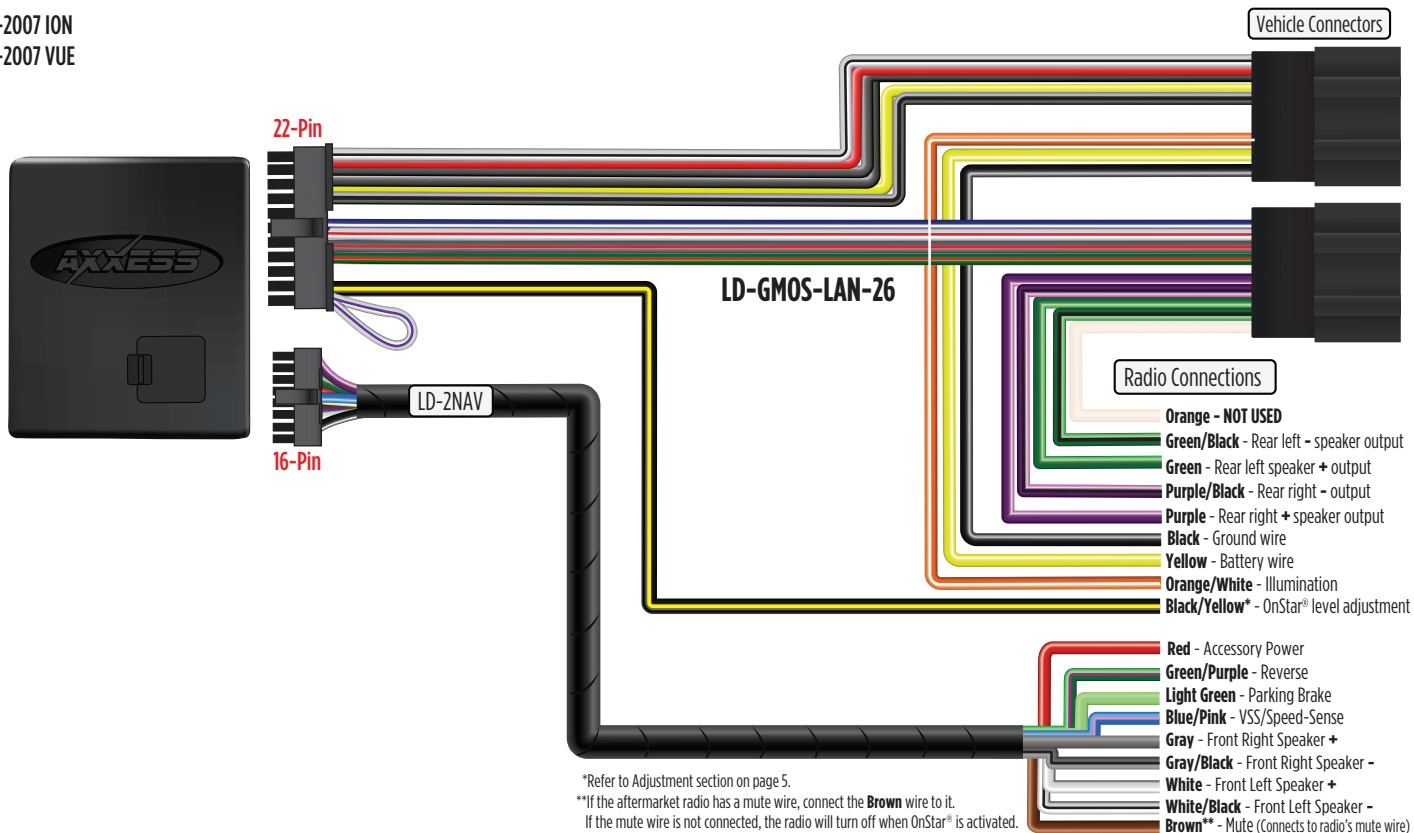 -2007 ION
-2007 VUE
Vehicle Connectors
22-Pin
AXXESS
LD-GMOS-LAN-26
Radio Connections
LD-2NAV
16-Pin
Orange - NOT USED
Green/Black - Rear left - speaker output
Green - Rear left speaker + output
Purple/Black - Rear right - output
Purple - Rear right + speaker output
Black - Ground wire
Yellow - Battery wire
Orange/White - Illumination
Black/Yellow* - OnStar® level adjustment
Red - Accessory Power
Green/Purple - Reverse
Light Green - Parking Brake
Blue/Pink - VSS/Speed-Sense
Gray - Front Right Speaker +
Gray/Black - Front Right Speaker -
White - Front Left Speaker +
White/Black - Front Left Speaker -
Brown** - Mute (Connects to radio's mute wire)
*Refer to Adjustment section on page 5.
**If the aftermarket radio has a mute wire, connect the Brown wire to it.
If the mute wire is not connected, the radio will turn off when OnStar® is activated.